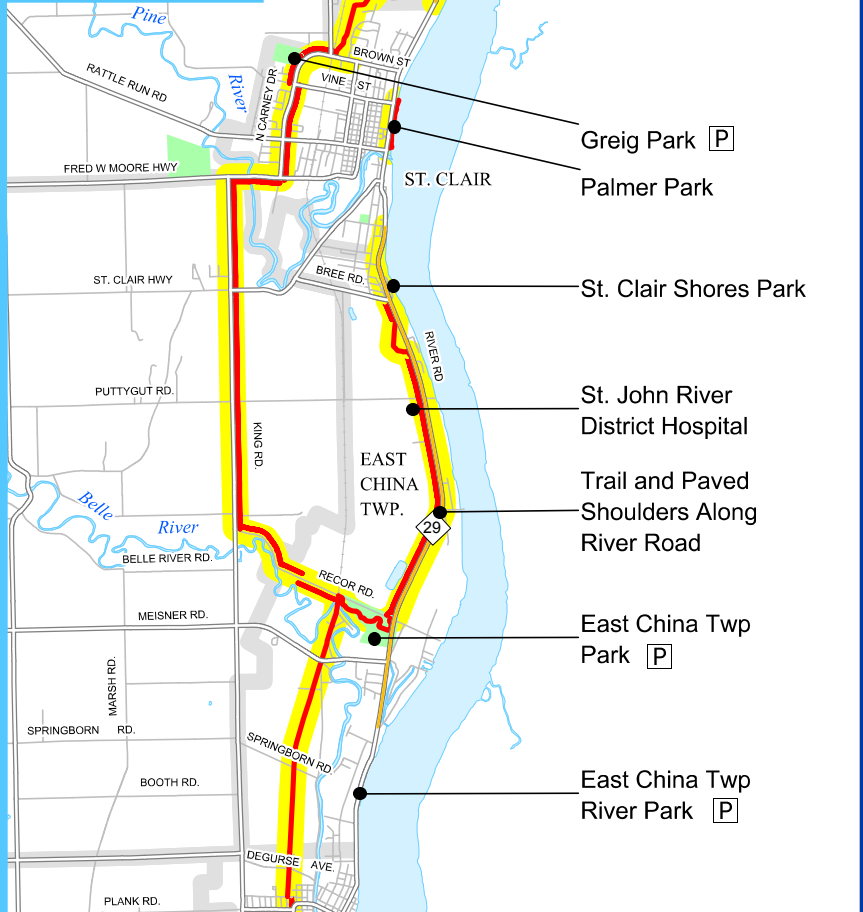 Pine
River
BROWN ST
RATTLE RUN RD
VINE ST
N CARNEY DR
Greig Park P
FRED W MOORE HWY
ST. CLAIR
Palmer Park
ST. CLAIR HWY
BREE RD.
St. Clair Shores Park
RIVER RD
PUTTYGUT RD.
St. John River
District Hospital
KING RD.
EAST
CHINA
TWP.
Trail and Paved
Shoulders Along
River Road
29
Belle
River
BELLE RIVER RD.
RECOR RD.
MEISNER RD.
East China Twp
Park P
MARSH RD.
SPRINGBORN RD.
SPRINGBORN RD.
BOOTH RD.
East China Twp
River Park P
DEGURSE AVE.
PLANK RD.